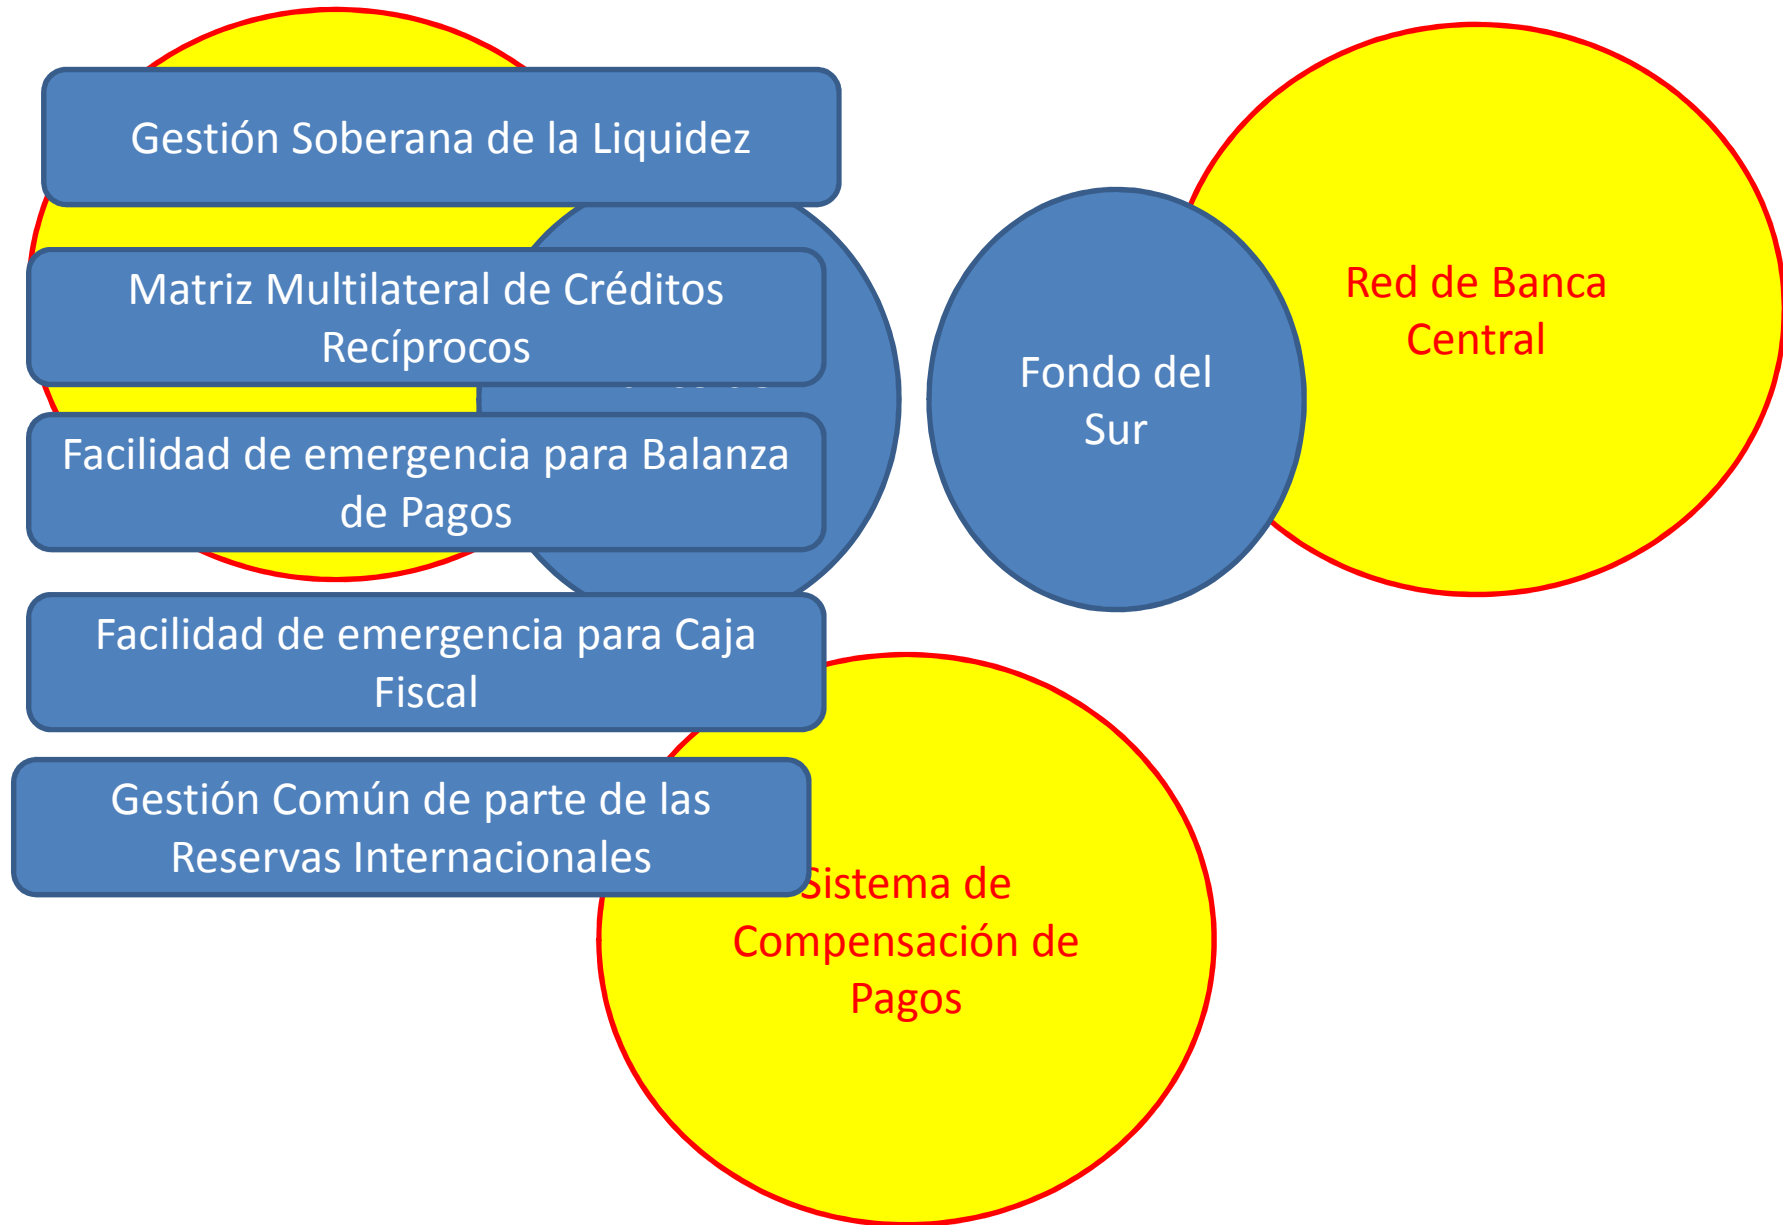 Gestión Soberana de la Liquidez
Matriz Multilateral de Créditos
Recíprocos
Facilidad de emergencia para Balanza
de Pagos
Facilidad de emergencia para Caja
Fiscal
Gestión Común de parte de las
Reservas Internacionales
Fondo del
Sur
Red de Banca
Central
Sistema de
Compensación de
Pagos